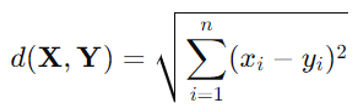 d(𝐗, 𝐘) = √(∑_{i=1}^{n} (x_i − y_i)²)